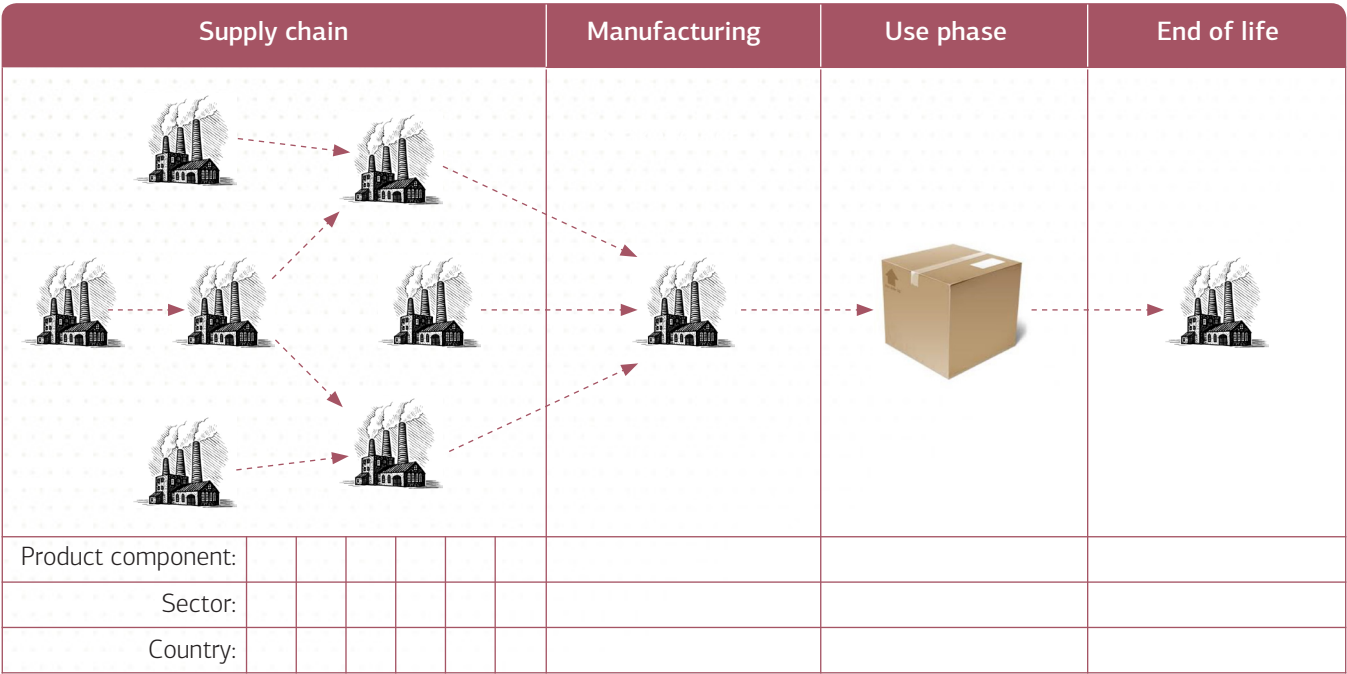 Supply chain
Manufacturing
Use phase
End of life
Product component:
Sector:
Country: